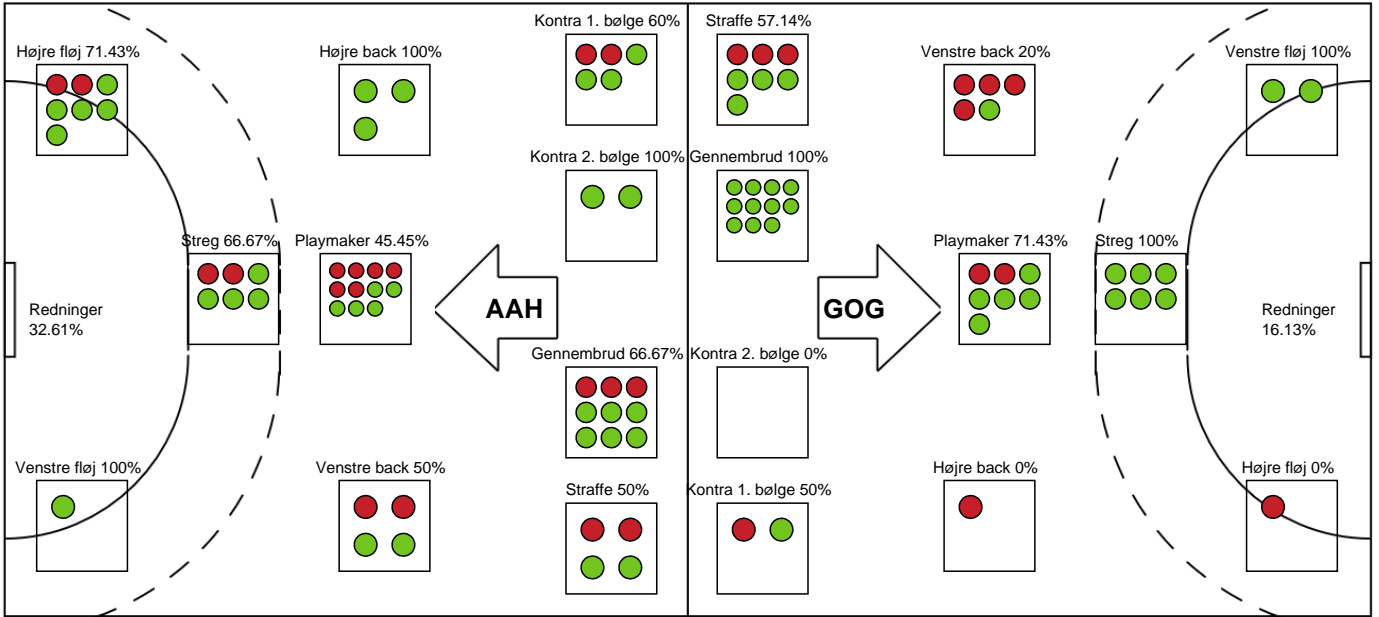 Kontra 1. bølge 60%
Straffe 57.14%
Højre fløj 71.43%
Højre back 100%
Venstre back 20%
Venstre fløj 100%
Kontra 2. bølge 100%
Gennembrud 100%
Streg 66.67%
Playmaker 45.45%
Playmaker 71.43%
Streg 100%
Redninger
32.61%
AAH
GOG
Redninger
16.13%
Gennembrud 66.67%
Kontra 2. bølge 0%
Venstre fløj 100%
Venstre back 50%
Højre back 0%
Højre fløj 0%
Straffe 50%
Kontra 1. bølge 50%